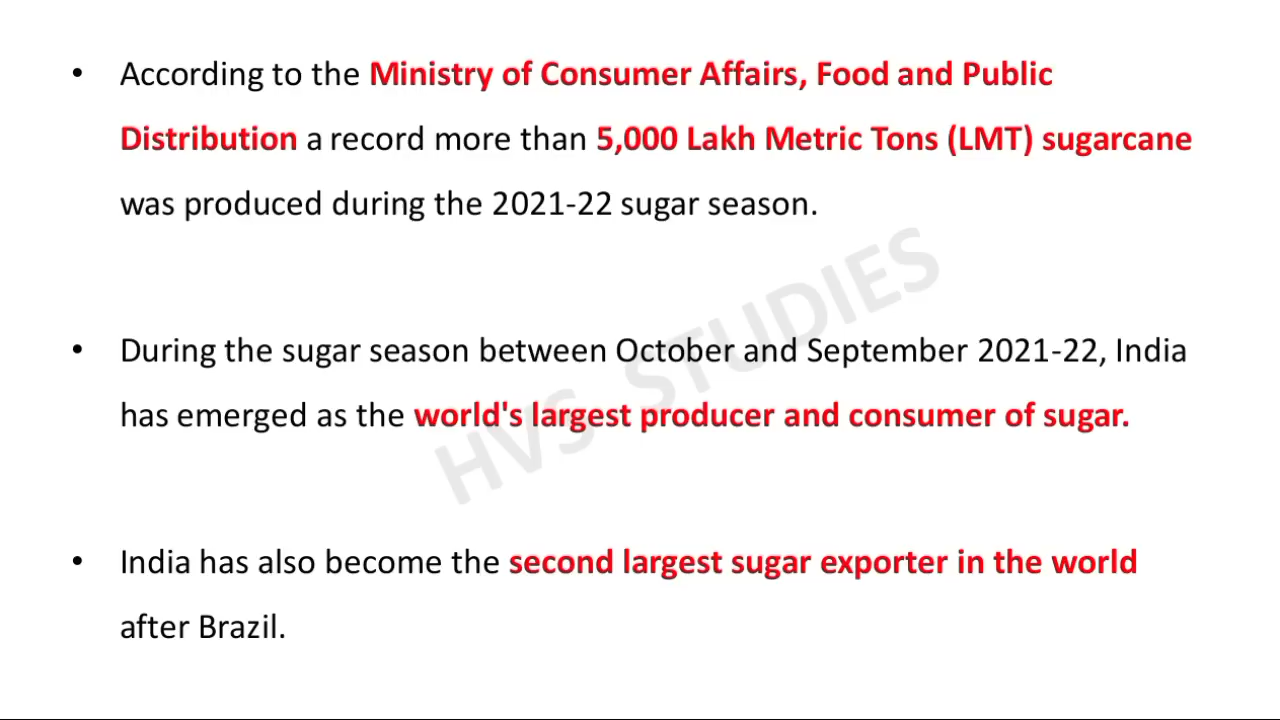 • According to the Ministry of Consumer Affairs, Food and Public
Distribution a record more than 5,000 Lakh Metric Tons (LMT) sugarcane
was produced during the 2021-22 sugar season.
• During the sugar season between October and September 2021-22, India
has emerged as the world's largest producer and consumer of sugar.
• India has also become the second largest sugar exporter in the world
after Brazil.
HVS STUDIES